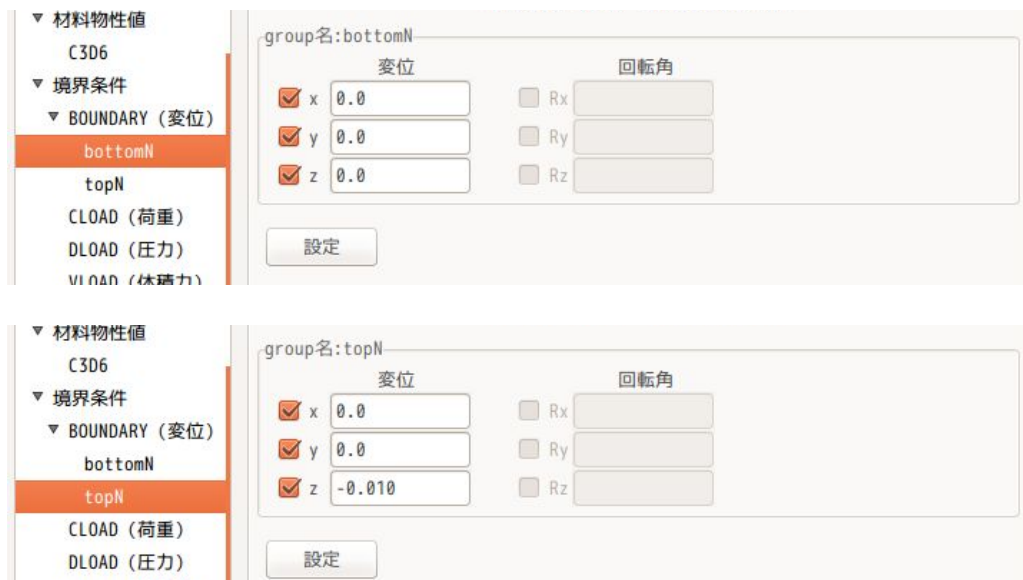 材料物性値
C3D6
境界条件
BOUNDARY (変位)
bottomN
topN
CLOAD (荷重)
DLOAD (圧力)
VLOAD (体積力)
group名:bottomN
変位 回転角
x 0.0 Rx
y 0.0 Ry
z 0.0 Rz
設定
材料物性値
C3D6
境界条件
BOUNDARY (変位)
bottomN
topN
CLOAD (荷重)
DLOAD (圧力)
group名:topN
変位 回転角
x 0.0 Rx
y 0.0 Ry
z -0.010 Rz
設定